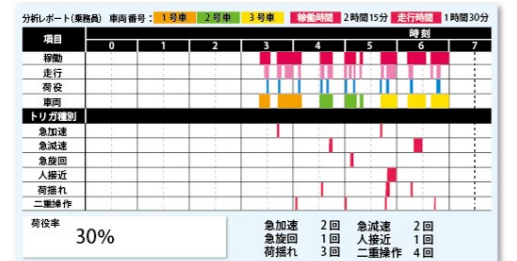 分析レポート(乗務員) 車両番号: 1号車 2号車 3号車 稼働時間 2時間15分 走行時間 1時間30分
項目 時刻
0 1 2 3 4 5 6 7
稼働
走行
荷役
車両
トリガ種別
急加速
急減速
急旋回
人接近
荷揺れ
二重操作
荷役率
30%
急加速 2回 急減速 2回
急旋回 1回 人接近 1回
荷揺れ 3回 二重操作 4回